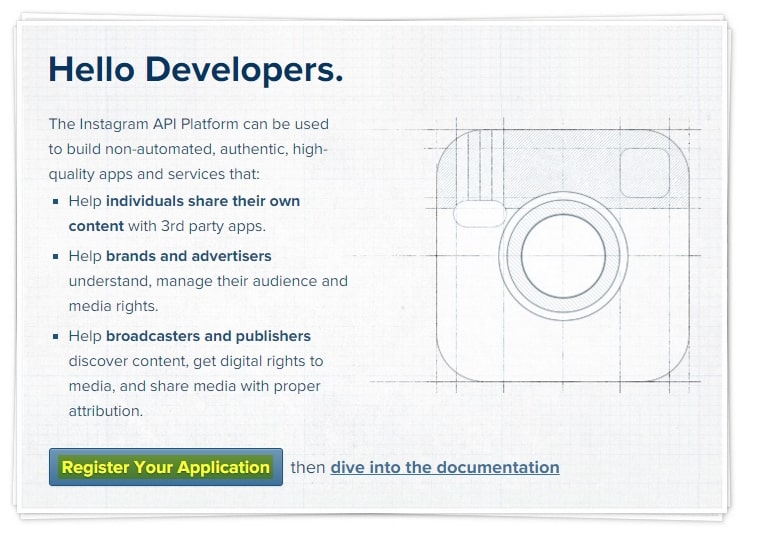 Hello Developers.
The Instagram API Platform can be used
to build non-automated, authentic, high-
quality apps and services that:
▪ Help individuals share their own
content with 3rd party apps.
▪ Help brands and advertisers
understand, manage their audience and
media rights.
▪ Help broadcasters and publishers
discover content, get digital rights to
media, and share media with proper
attribution.
Register Your Application then dive into the documentation